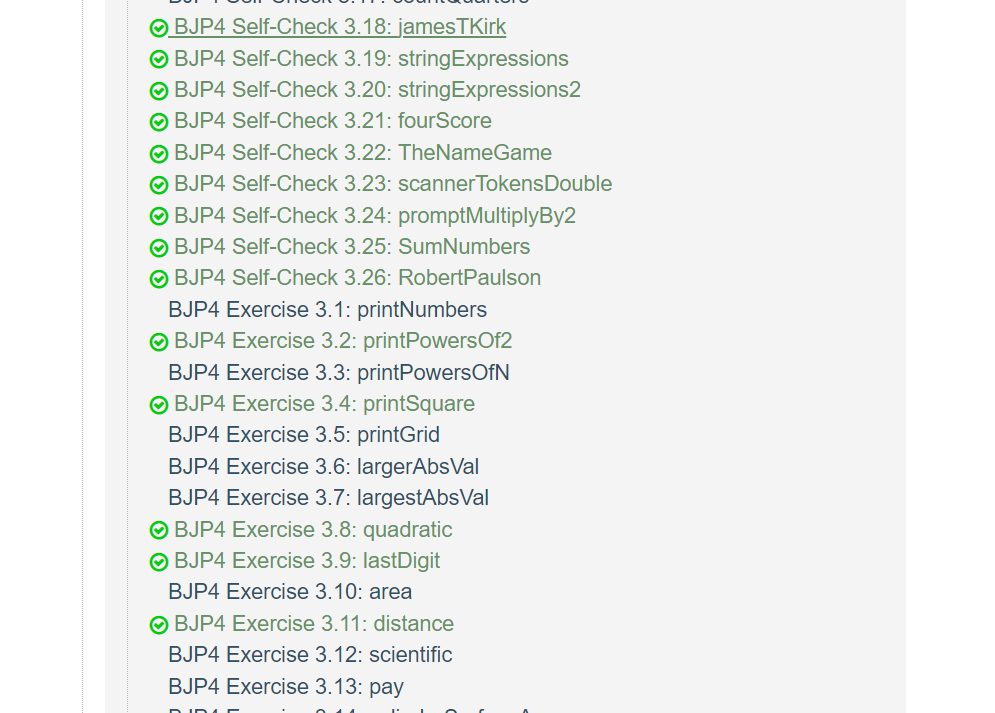 BJP4 Self-Check 3.17: countQuarters
BJP4 Self-Check 3.18: jamesTKirk
BJP4 Self-Check 3.19: stringExpressions
BJP4 Self-Check 3.20: stringExpressions2
BJP4 Self-Check 3.21: fourScore
BJP4 Self-Check 3.22: TheNameGame
BJP4 Self-Check 3.23: scannerTokensDouble
BJP4 Self-Check 3.24: promptMultiplyBy2
BJP4 Self-Check 3.25: SumNumbers
BJP4 Self-Check 3.26: RobertPaulson
BJP4 Exercise 3.1: printNumbers
BJP4 Exercise 3.2: printPowersOf2
BJP4 Exercise 3.3: printPowersOfN
BJP4 Exercise 3.4: printSquare
BJP4 Exercise 3.5: printGrid
BJP4 Exercise 3.6: largerAbsVal
BJP4 Exercise 3.7: largestAbsVal
BJP4 Exercise 3.8: quadratic
BJP4 Exercise 3.9: lastDigit
BJP4 Exercise 3.10: area
BJP4 Exercise 3.11: distance
BJP4 Exercise 3.12: scientific
BJP4 Exercise 3.13: pay
BJP4 Exercise 3.14: